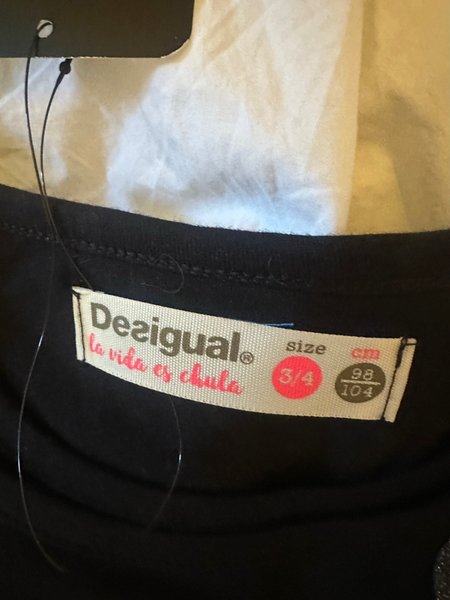 Desigual®
la vida es chula
size
3/4
cm
98
104